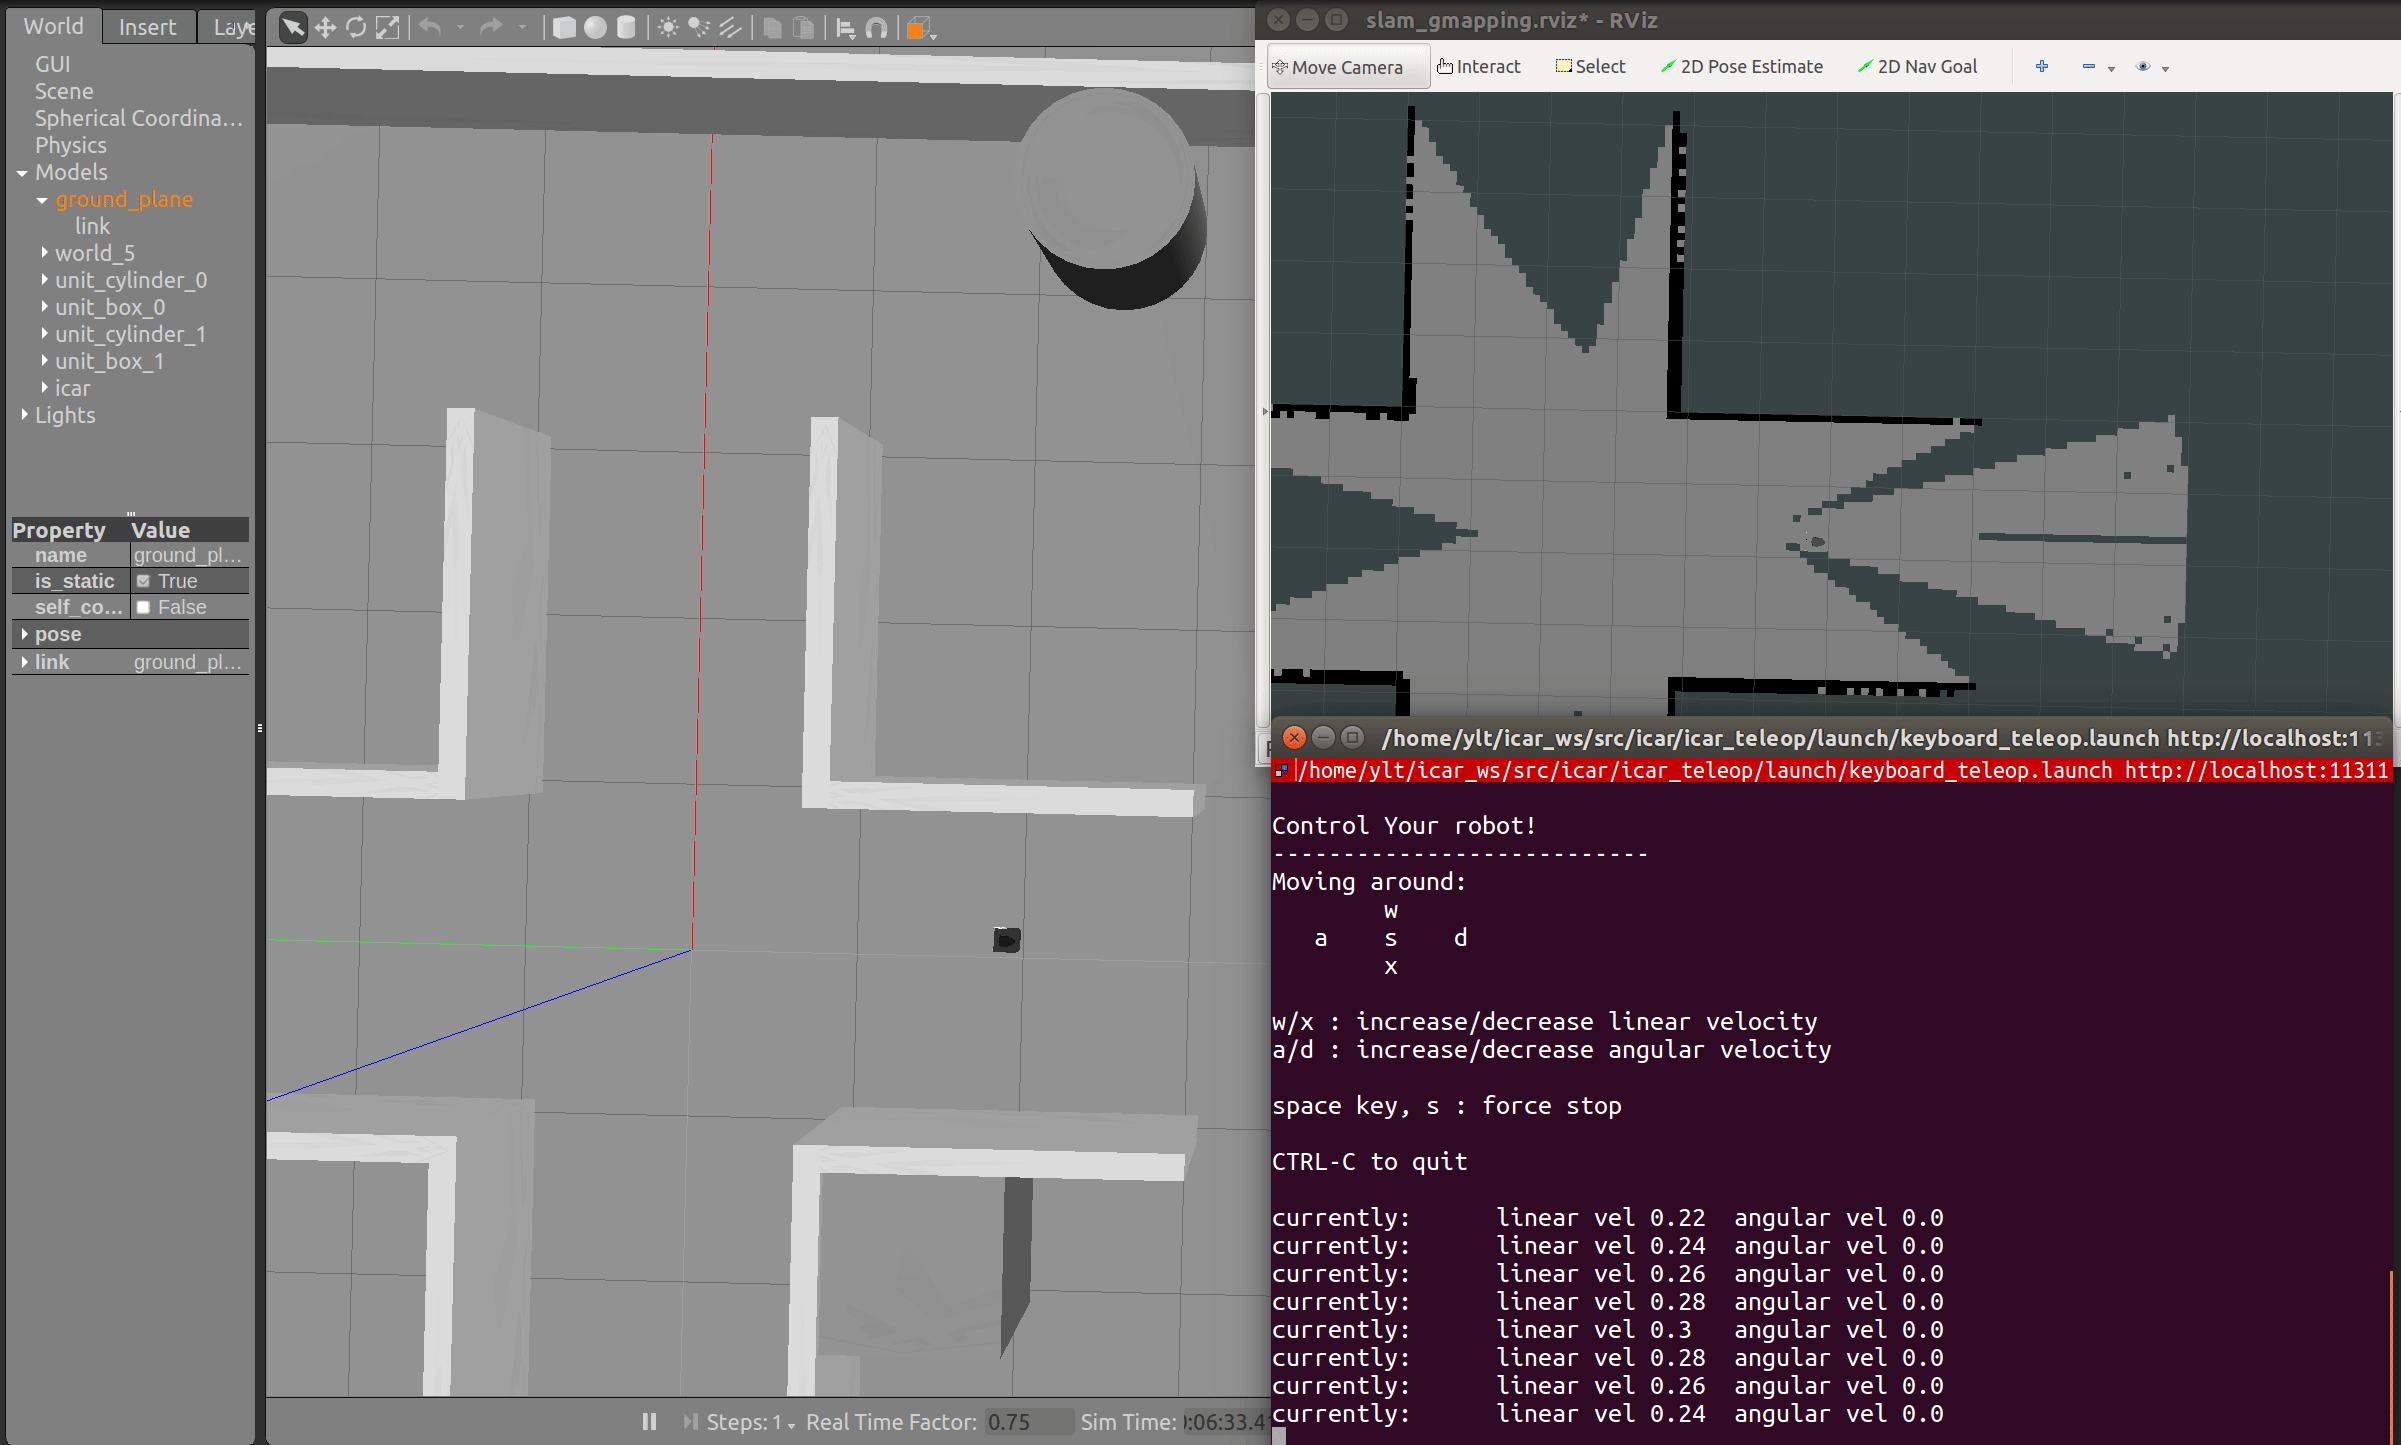 World
Insert
GUI
Scene
Spherical Coordina...
Physics
Models
ground_plane
link
world_5
unit_cylinder_0
unit_box_0
unit_cylinder_1
unit_box_1
icar
Lights
Property Value
name ground_pl...
is_static True
self_co... False
pose
link ground_pl...
Steps: 1 Real Time Factor: 0.75 Sim Time:
slam_gmapping.rviz* - RViz
Move Camera Interact Select 2D Pose Estimate 2D Nav Goal
/home/ylt/icar_ws/src/icar/icar_teleop/launch/keyboard_teleop.launch
/home/ylt/icar_ws/src/icar/icar_teleop/launch/keyboard_teleop.launch http://localhost:11311
Control Your robot!
---------------------------
Moving around:
w
a s d
x
w/x : increase/decrease linear velocity
a/d : increase/decrease angular velocity
space key, s : force stop
CTRL-C to quit
currently: linear vel 0.22 angular vel 0.0
currently: linear vel 0.24 angular vel 0.0
currently: linear vel 0.26 angular vel 0.0
currently: linear vel 0.28 angular vel 0.0
currently: linear vel 0.3 angular vel 0.0
currently: linear vel 0.28 angular vel 0.0
currently: linear vel 0.26 angular vel 0.0
currently: linear vel 0.24 angular vel 0.0